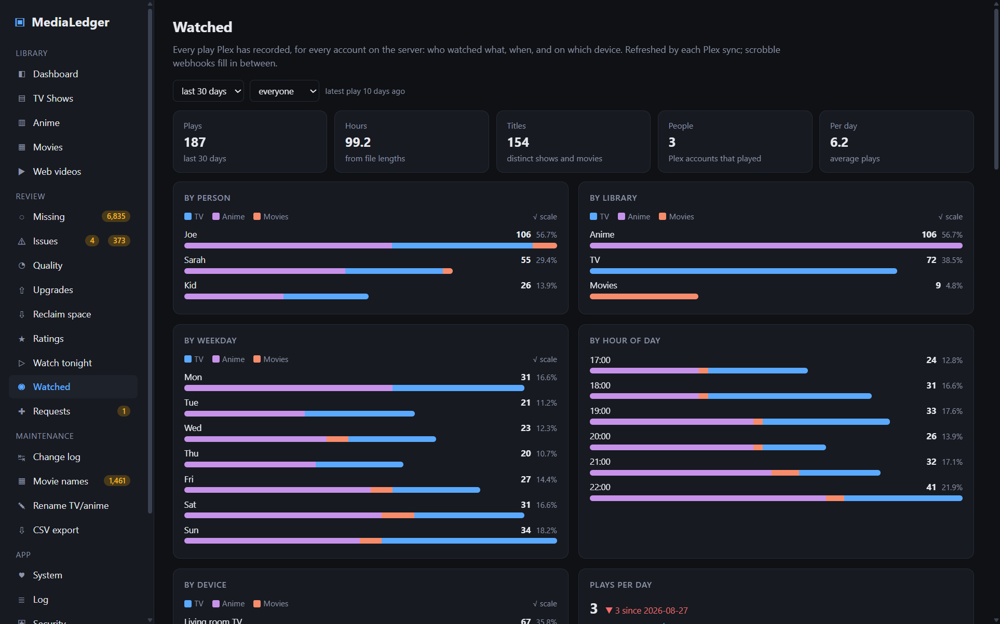 MediaLedger
LIBRARY
Dashboard
TV Shows
Anime
Movies
Web videos
REVIEW
Missing 6,835
Issues 4 373
Quality
Upgrades
Reclaim space
Ratings
Watch tonight
Watched
Requests 1
MAINTENANCE
Change log
Movie names 1,461
Rename TV/anime
CSV export
APP
System
Log
Security
Watched
Every play Plex has recorded, for every account on the server: who watched what, when, and on which device. Refreshed by each Plex sync; scrobble
webhooks fill in between.
last 30 days everyone latest play 10 days ago
Plays
187
last 30 days
Hours
99.2
from file lengths
Titles
154
distinct shows and movies
People
3
Plex accounts that played
Per day
6.2
average plays
BY PERSON
TV Anime Movies √ scale
Joe 106 56.7%
Sarah 55 29.4%
Kid 26 13.9%
BY LIBRARY
TV Anime Movies √ scale
Anime 106 56.7%
TV 72 38.5%
Movies 9 4.8%
BY WEEKDAY
TV Anime Movies √ scale
Mon 31 16.6%
Tue 21 11.2%
Wed 23 12.3%
Thu 20 10.7%
Fri 27 14.4%
Sat 31 16.6%
Sun 34 18.2%
BY HOUR OF DAY
17:00 24 12.8%
18:00 31 16.6%
19:00 33 17.6%
20:00 26 13.9%
21:00 32 17.1%
22:00 41 21.9%
BY DEVICE
TV Anime Movies √ scale
Living room TV 67 35.8%
PLAYS PER DAY
3 ▼ 3 since 2026-08-27